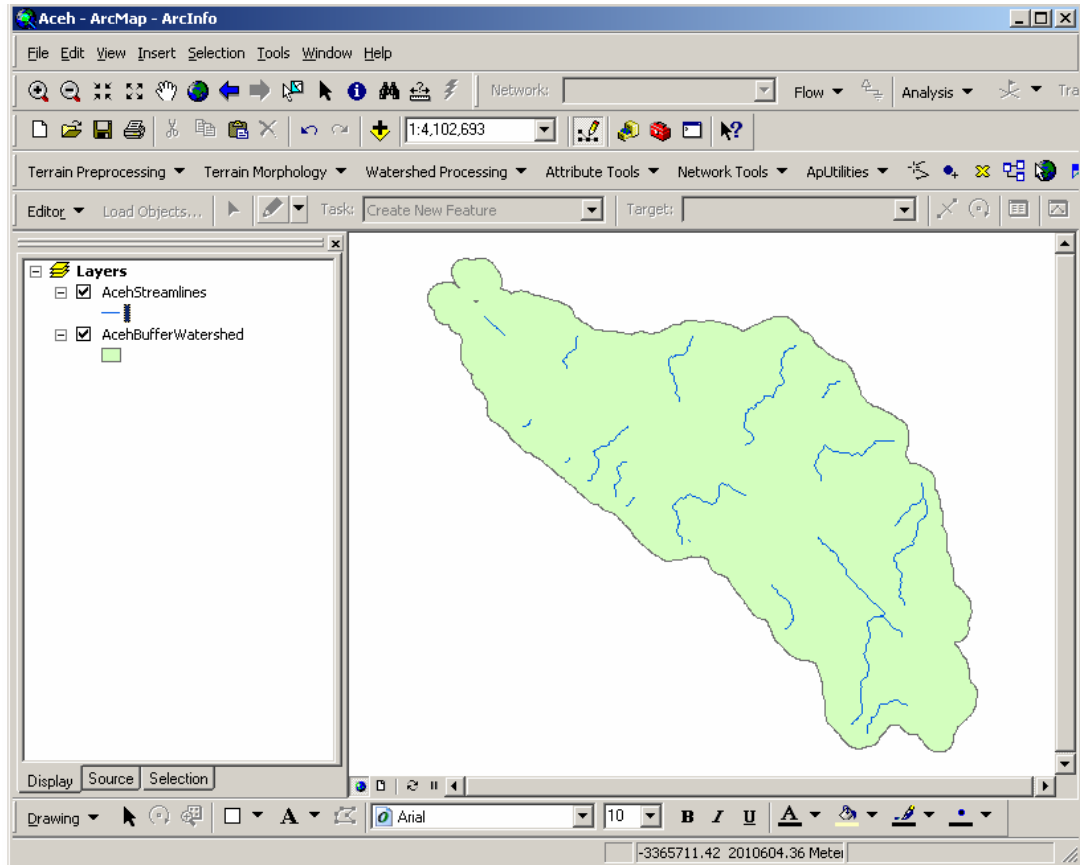 Aceh - ArcMap - ArcInfo
File Edit View Insert Selection Tools Window Help
Network: Flow Analysis
1:4,102,693
Terrain Preprocessing Terrain Morphology Watershed Processing Attribute Tools Network Tools ApUtilities
Editor Load Objects... Task: Create New Feature Target:
Layers
AcehStreamlines
AcehBufferWatershed
Display Source Selection
Drawing A Arial 10 B I U A
-3365711.42 2010604.36 Meter